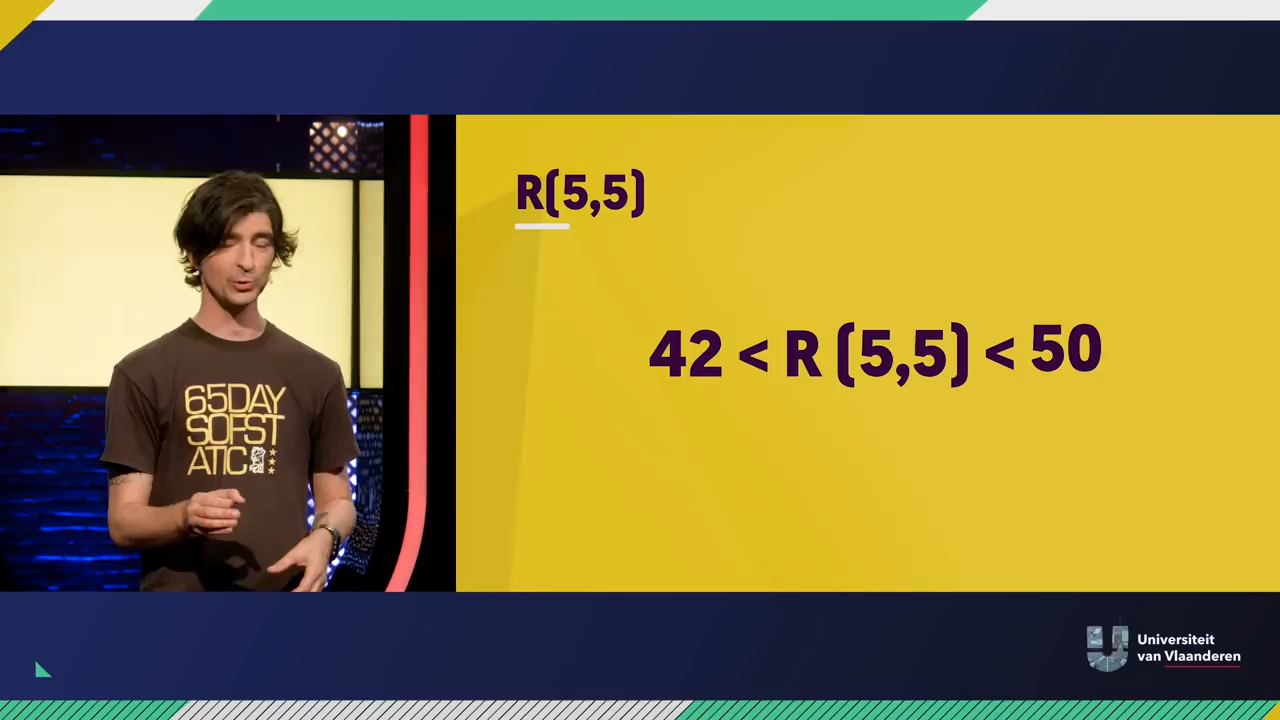 R(5,5)
42 < R (5,5) < 50
65DAY
SOFST
ATIC
Universiteit
van Vlaanderen